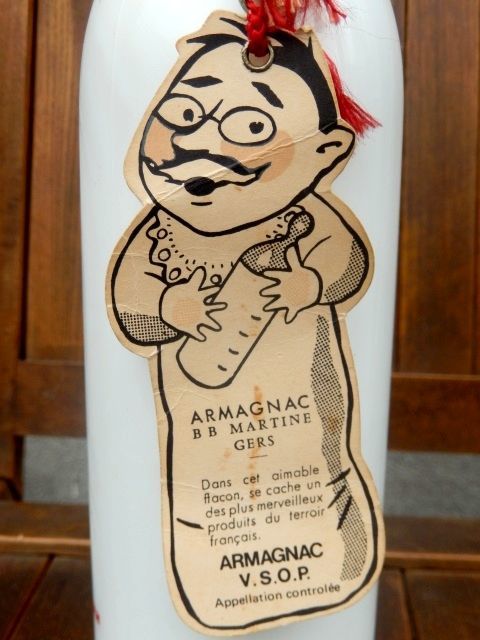 ARMAGNAC
BB MARTINE
GERS
Dans cet aimable
flacon, se cache un
des plus merveilleux
produits du terroir
français.
ARMAGNAC
V.S.O.P.
Appellation controlée